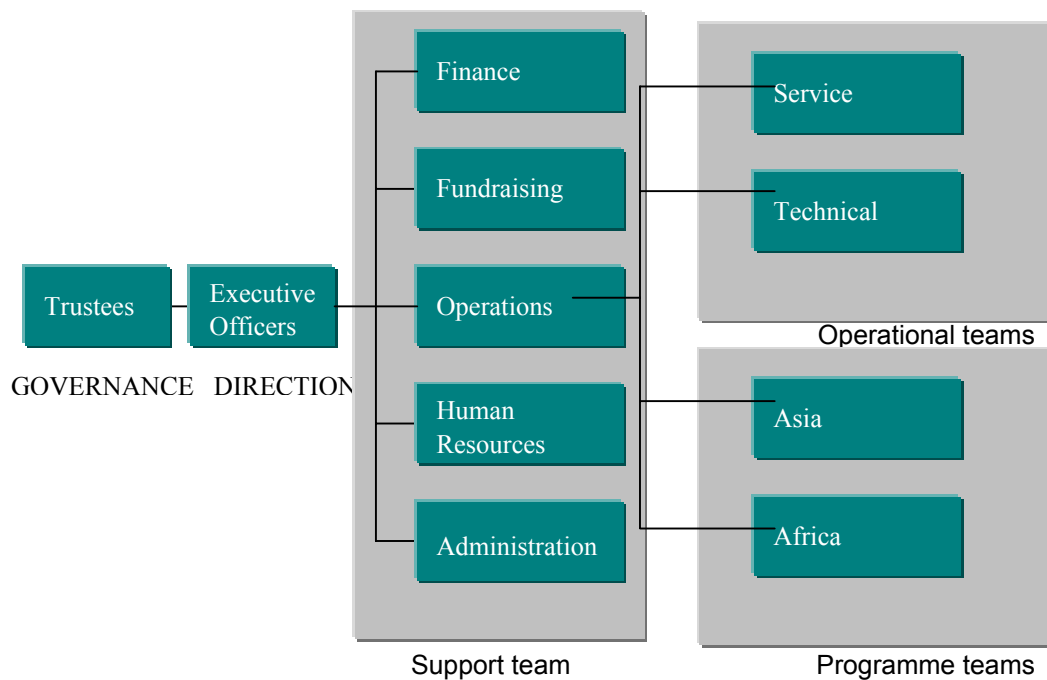 Finance
Fundraising
Trustees
Executive
Officers
Operations
GOVERNANCE
DIRECTION
Human
Resources
Administration
Support team
Service
Technical
Operational teams
Asia
Africa
Programme teams